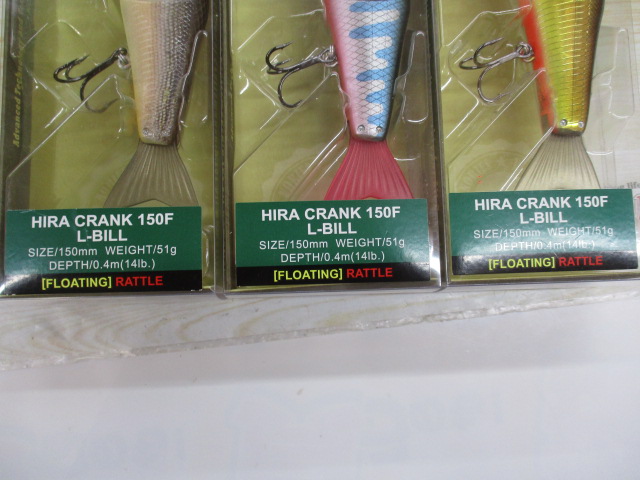 Advanced
HIRA CRANK 150F
L-BILL
SIZE/150mm WEIGHT/51g
DEPTH/0.4m(14lb.)
[FLOATING] RATTLE
HIRA CRANK 150F
L-BILL
SIZE/150mm WEIGHT/51g
DEPTH/0.4m(14lb.)
[FLOATING] RATTLE
HIRA CRANK 150F
L-BILL
SIZE/150mm WEIGHT/51g
DEPTH/0.4m(14lb.)
[FLOATING] RATTLE